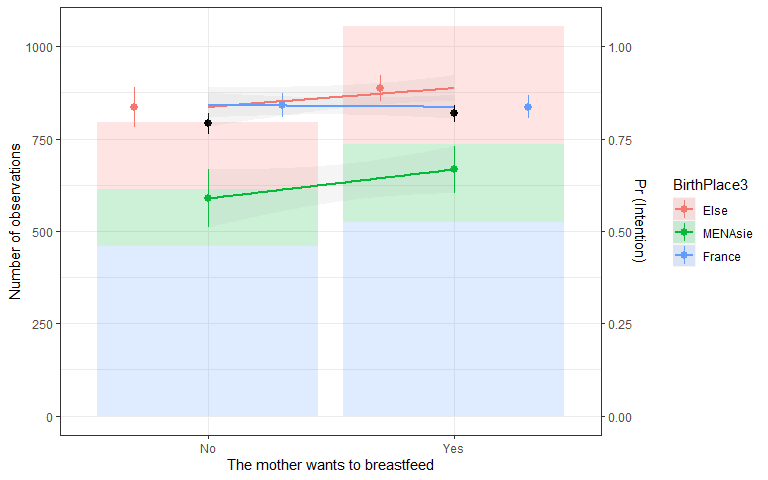 1000
750
500
250
0
Number of observations
1.00
0.75
0.50
0.25
0.00
Pr (Intention)
No
Yes
The mother wants to breastfeed
BirthPlace3
Else
MENAsie
France